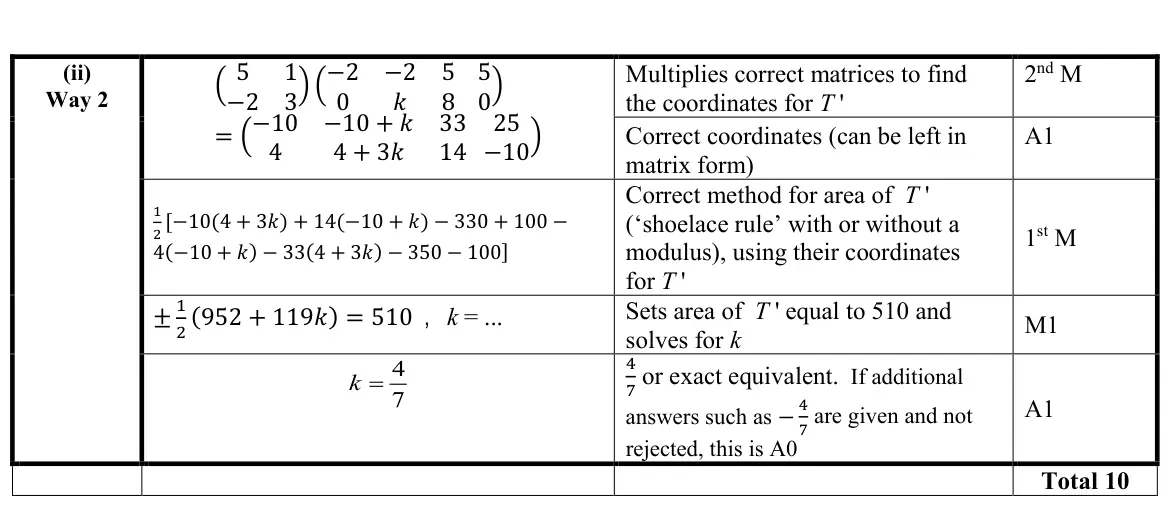 (ii)
Way 2
( 5 1
−2 3 ) ( −2 −2 5 5
0 k 8 0 )
= ( −10 −10 + k 33 25
4 4 + 3k 14 −10 )
Multiplies correct matrices to find
the coordinates for T '
2nd M
Correct coordinates (can be left in
matrix form)
A1
1/2 [−10(4 + 3k) + 14(−10 + k) − 330 + 100 −
4(−10 + k) − 33(4 + 3k) − 350 − 100]
Correct method for area of T '
(‘shoelace rule’ with or without a
modulus), using their coordinates
for T '
1st M
± 1/2 (952 + 119k) = 510 , k = ...
Sets area of T ' equal to 510 and
solves for k
M1
k = 4/7
4/7 or exact equivalent. If additional
answers such as − 4/7 are given and not
rejected, this is A0
A1
Total 10